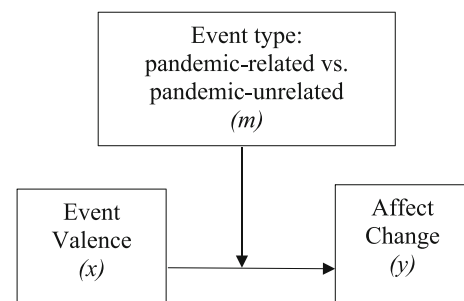 Event type:
pandemic-related vs.
pandemic-unrelated
(m)
Event
Valence
(x)
Affect
Change
(y)